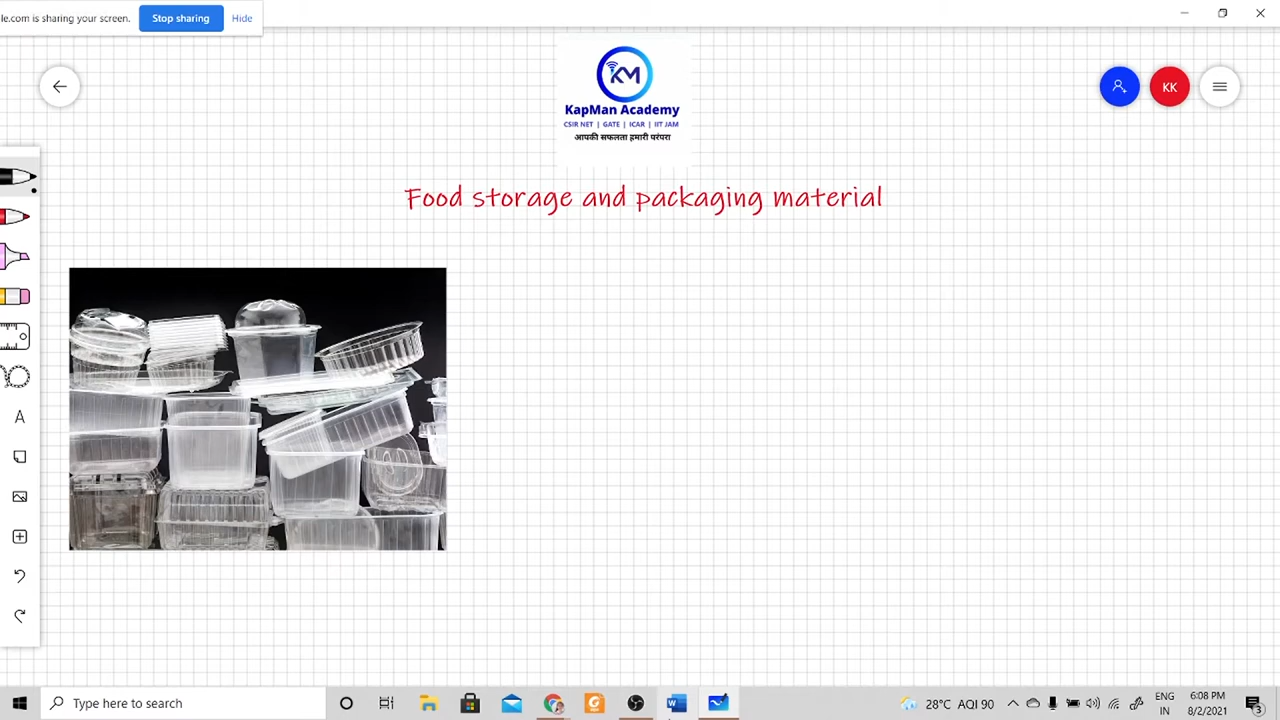 le.com is sharing your screen. Stop sharing Hide
KM
KapMan Academy
CSIR NET | GATE | ICAR | IIT JAM
आपकी सफलता हमारी परंपरा
KK
Food storage and packaging material
A
Type here to search
28°C AQI 90
ENG
IN
6:08 PM
8/2/2021
3